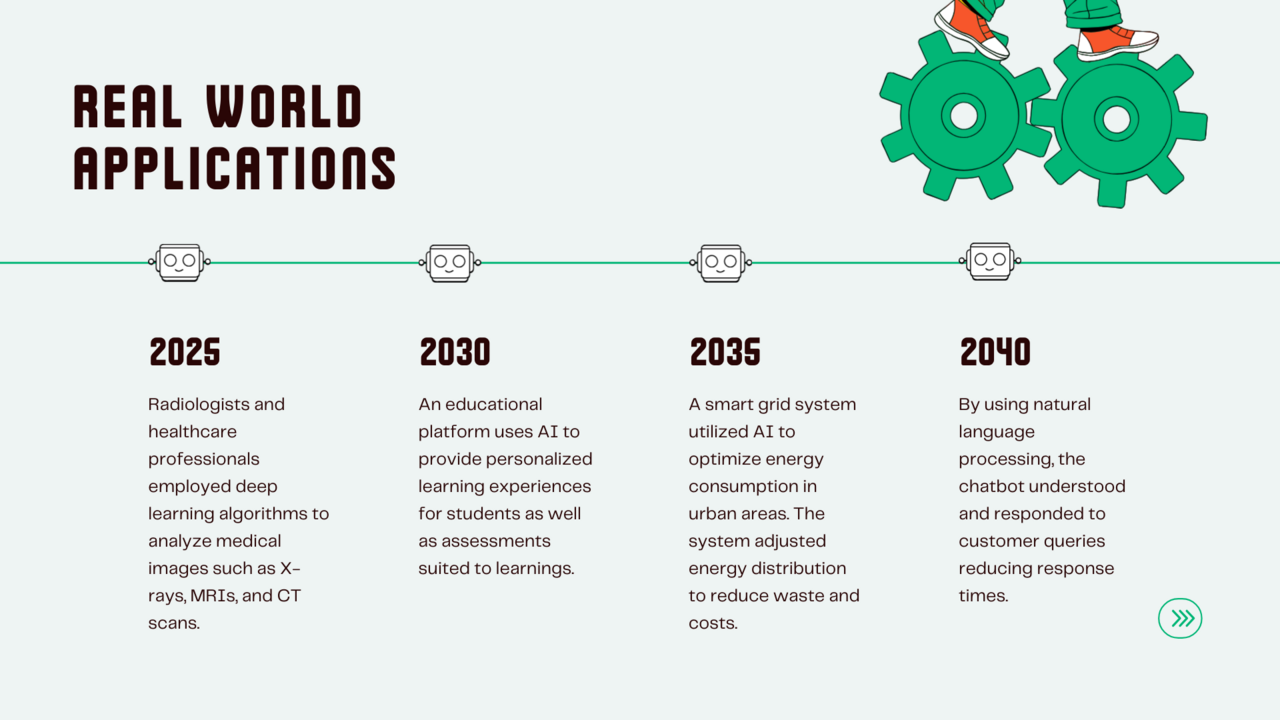 REAL WORLD
APPLICATIONS
2025
Radiologists and
healthcare
professionals
employed deep
learning algorithms to
analyze medical
images such as X-
rays, MRIs, and CT
scans.
2030
An educational
platform uses AI to
provide personalized
learning experiences
for students as well
as assessments
suited to learnings.
2035
A smart grid system
utilized AI to
optimize energy
consumption in
urban areas. The
system adjusted
energy distribution
to reduce waste and
costs.
2040
By using natural
language
processing, the
chatbot understood
and responded to
customer queries
reducing response
times.